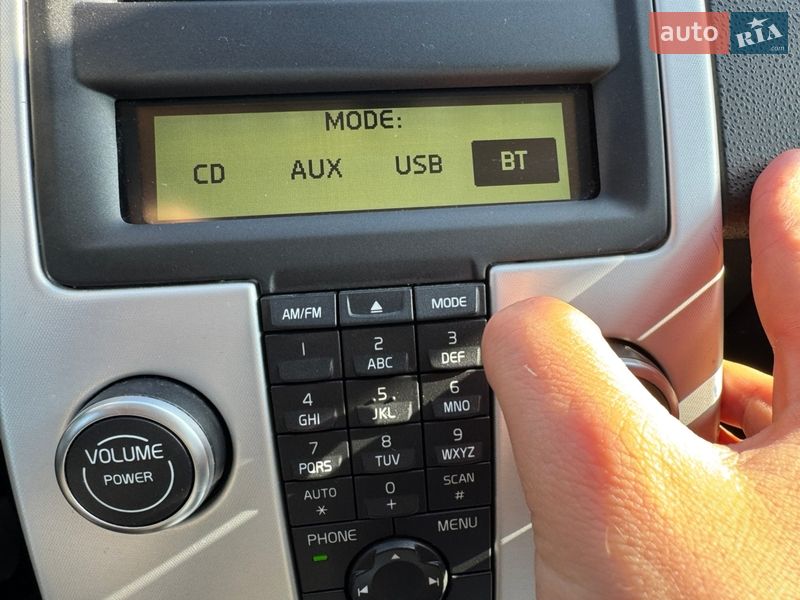 auto RIA .com
MODE:
CD AUX USB BT
AM/FM MODE
1 2 ABC 3 DEF
4 GHI 5 JKL 6 MNO
7 PQRS 8 TUV 9 WXYZ
AUTO * 0 + SCAN #
VOLUME
POWER
PHONE MENU